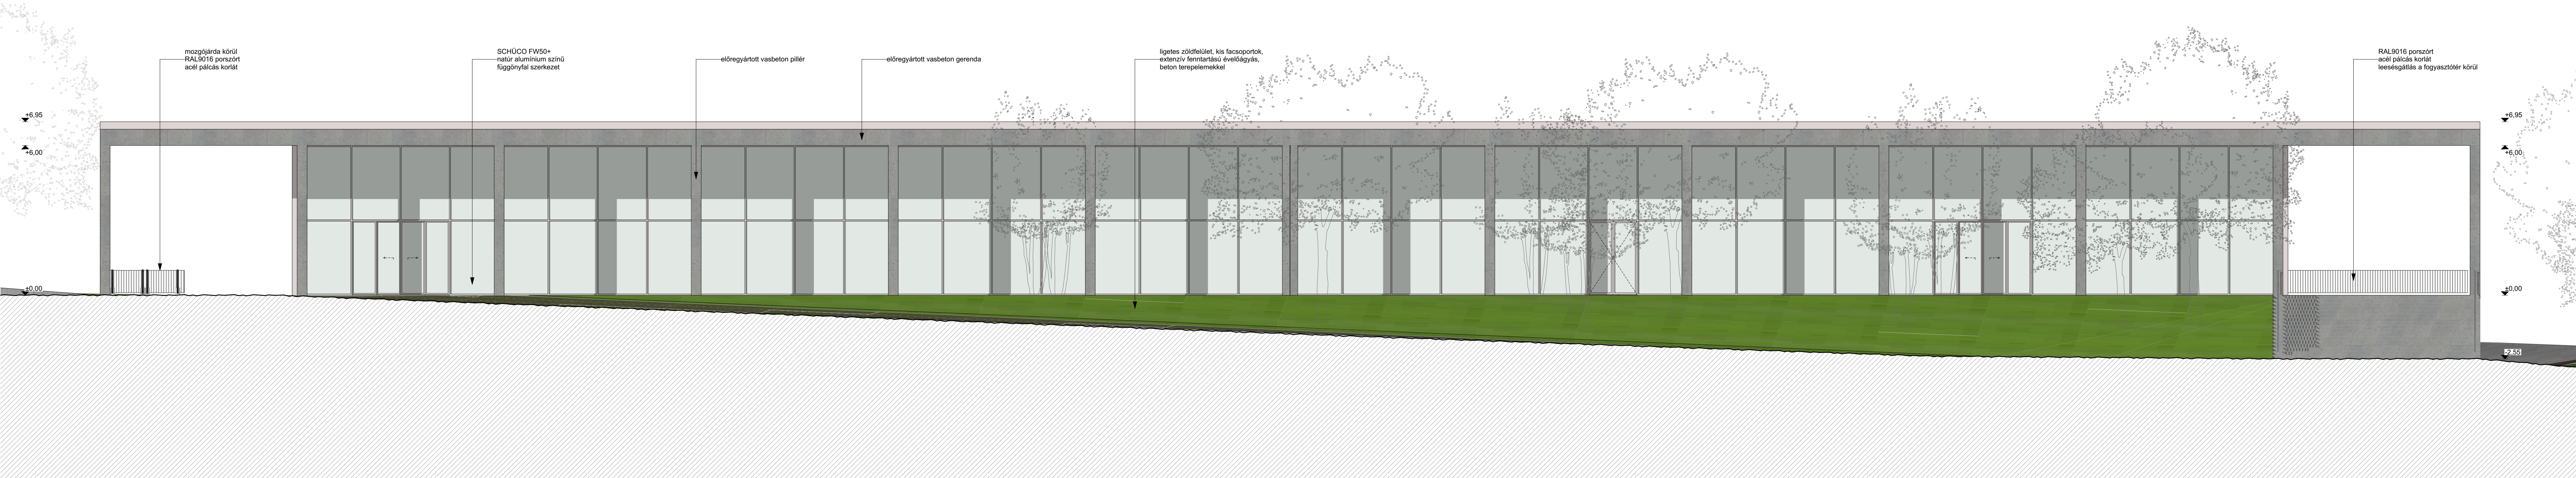 mozgójárda körül
RAL9016 porszórt
acél pálcás korlát
SCHÜCO FW50+
natúr alumínium színű
függönyfal szerkezet
előregyártott vasbeton pillér
előregyártott vasbeton gerenda
ligetes zöldfelület, kis facsoportok,
extenzív fenntartású évelőágyás,
beton terepelemekkel
RAL9016 porszórt
acél pálcás korlát
leesésgátlás a fogyasztótér körül
+6,95
+6,00
+0,00
+6,95
+6,00
+0,00
-2,55